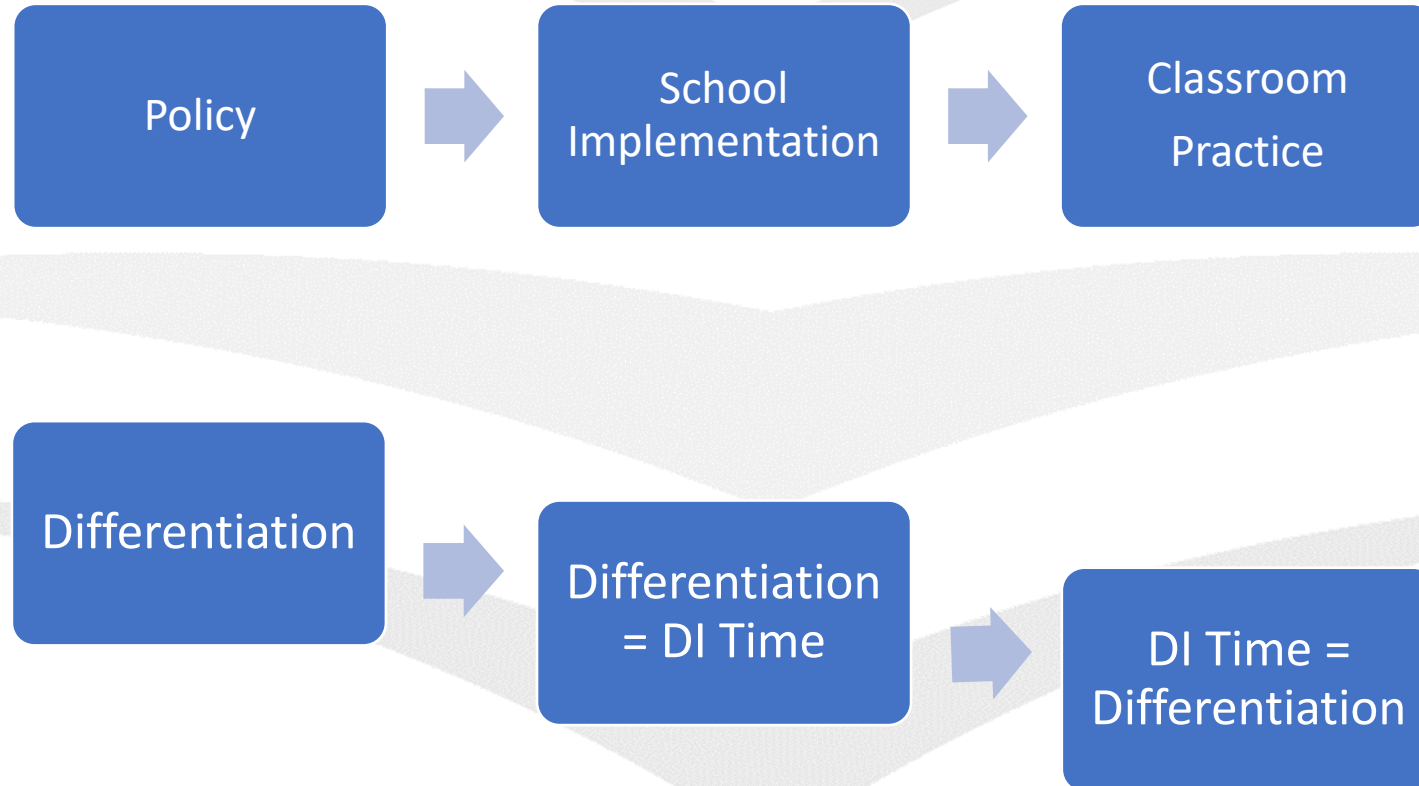 Policy
School
Implementation
Classroom
Practice
Differentiation
Differentiation
= DI Time
DI Time =
Differentiation